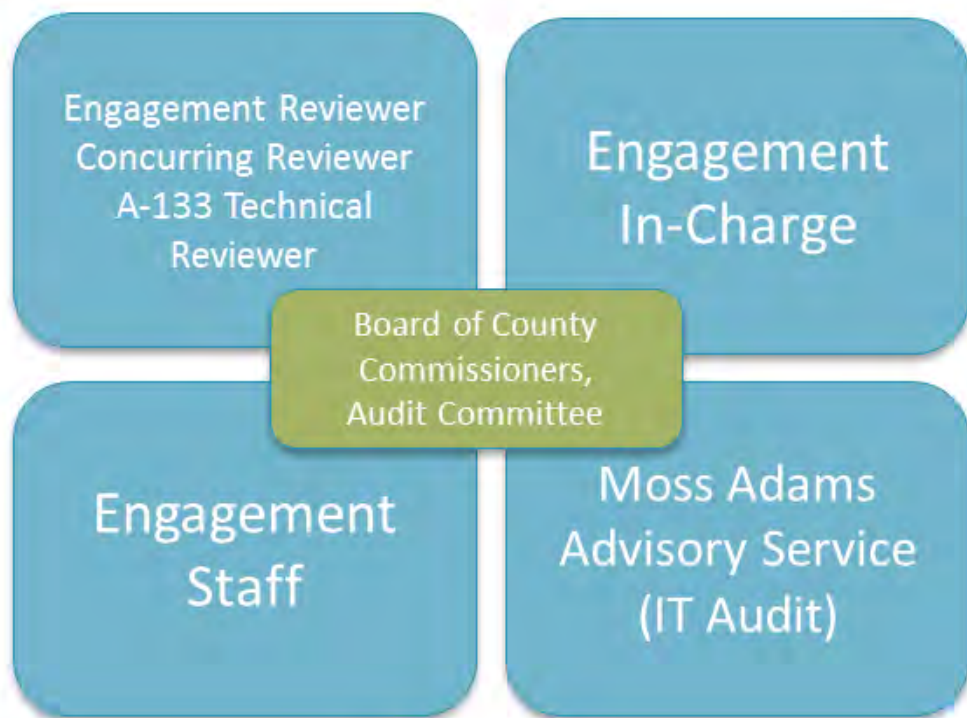 Engagement Reviewer
Concurring Reviewer
A-133 Technical
Reviewer
Engagement
In-Charge
Board of County
Commissioners,
Audit Committee
Engagement
Staff
Moss Adams
Advisory Service
(IT Audit)